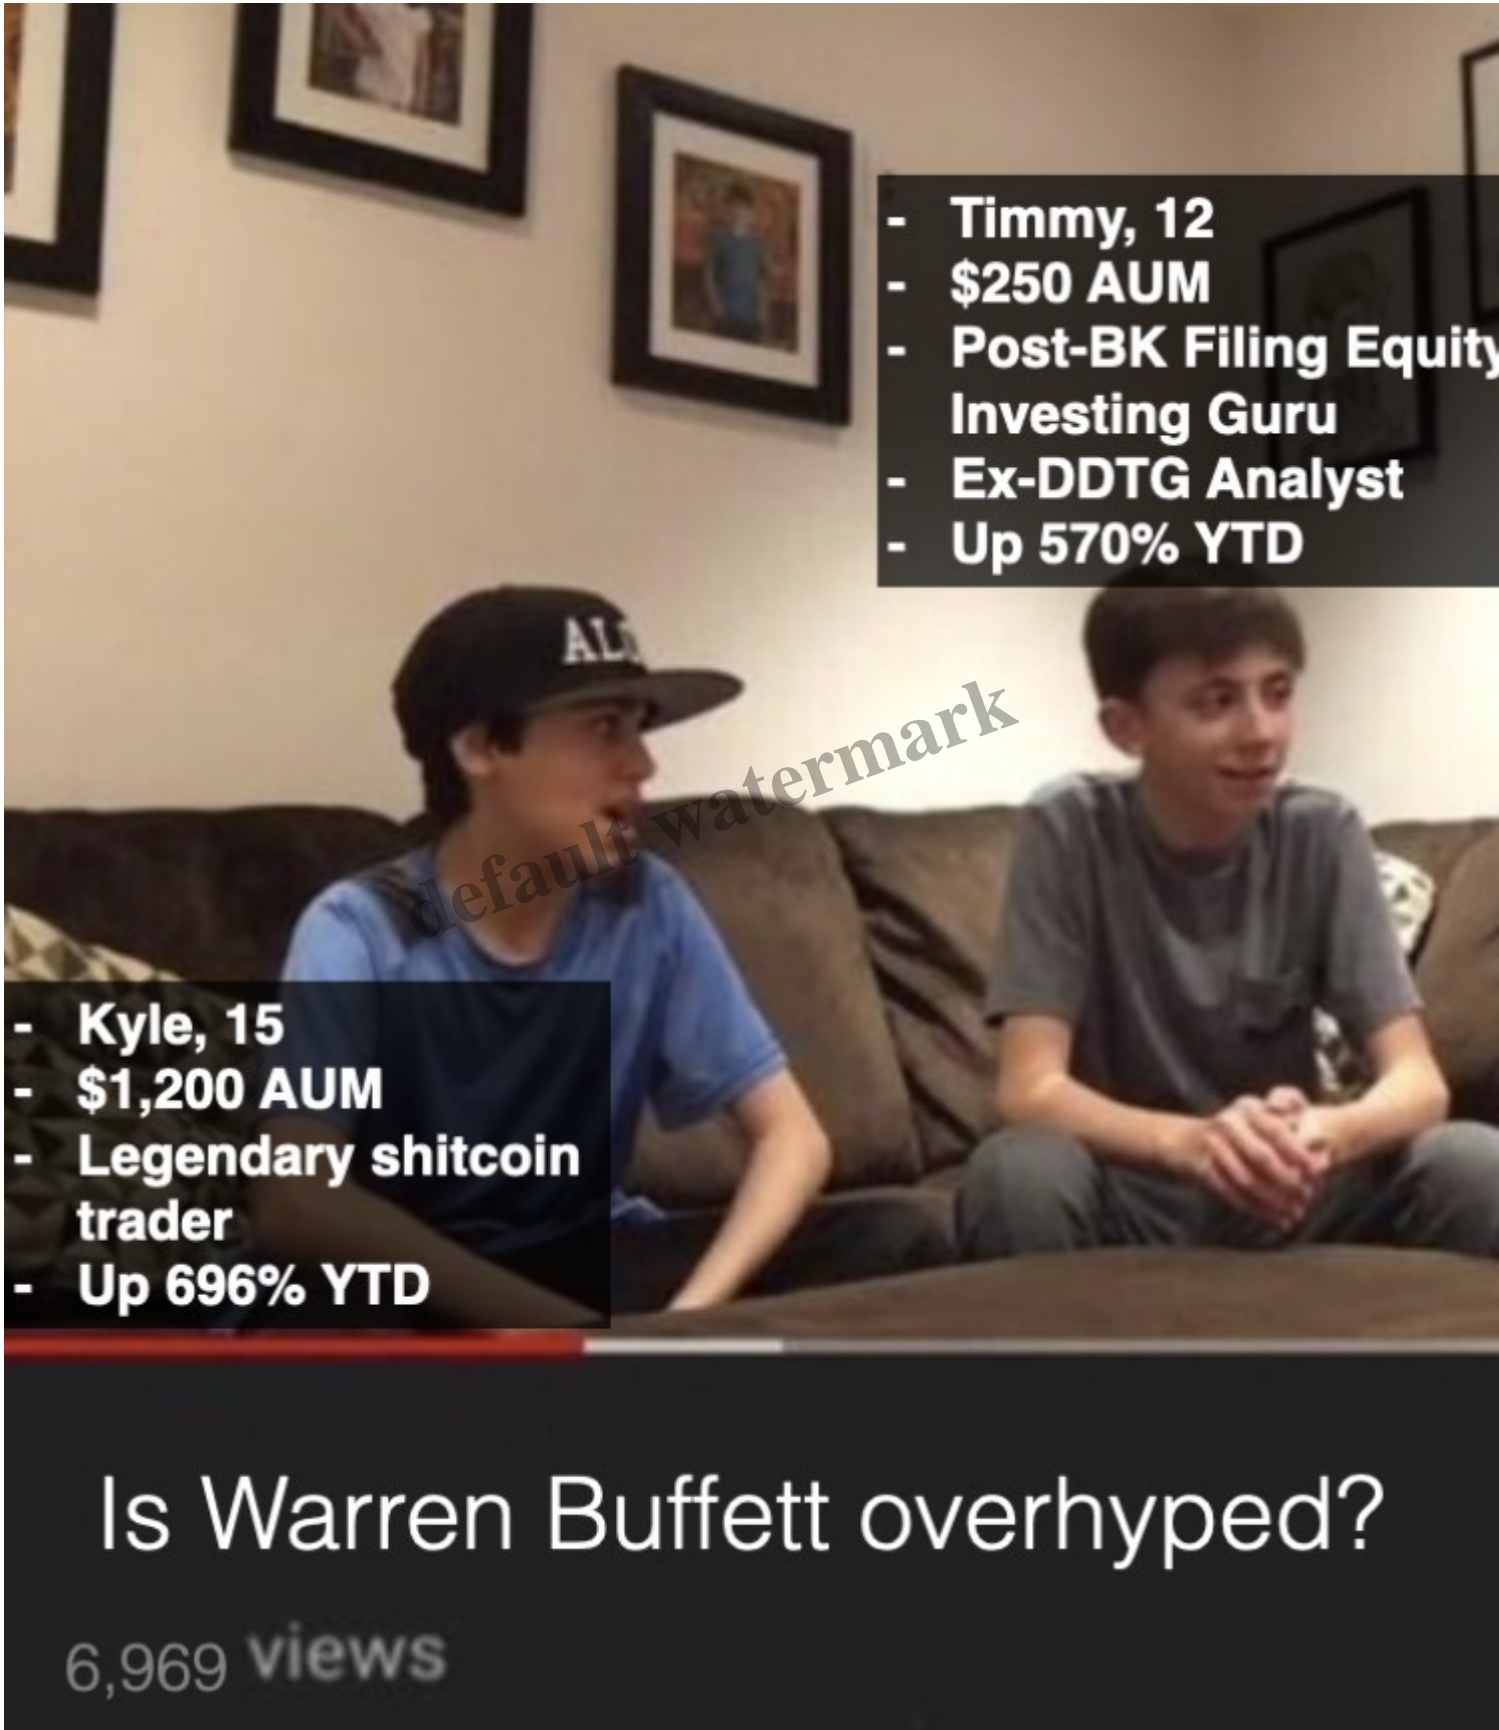 - Timmy, 12
- $250 AUM
- Post-BK Filing Equity
Investing Guru
- Ex-DDTG Analyst
- Up 570% YTD
default watermark
- Kyle, 15
- $1,200 AUM
- Legendary shitcoin
trader
- Up 696% YTD
Is Warren Buffett overhyped?
6,969 views